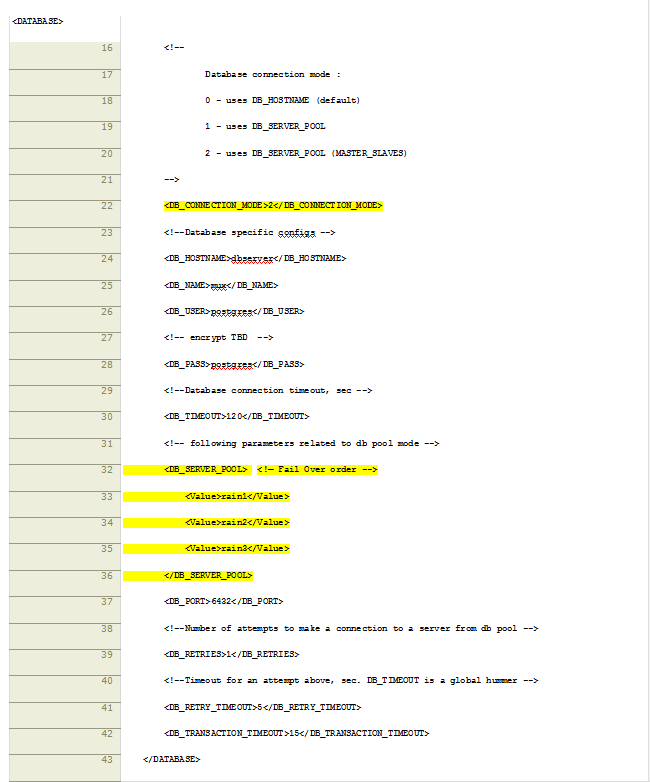 <DATABASE>
16 <!--
17 Database connection mode :
18 0 - uses DB_HOSTNAME (default)
19 1 - uses DB_SERVER_POOL
20 2 - uses DB_SERVER_POOL (MASTER_SLAVES)
21 -->
22 <DB_CONNECTION_MODE>2</DB_CONNECTION_MODE>
23 <!--Database specific configs -->
24 <DB_HOSTNAME>dbserver</DB_HOSTNAME>
25 <DB_NAME>mux</DB_NAME>
26 <DB_USER>postgres</DB_USER>
27 <!-- encrypt TBD -->
28 <DB_PASS>postgres</DB_PASS>
29 <!--Database connection timeout, sec -->
30 <DB_TIMEOUT>120</DB_TIMEOUT>
31 <!-- following parameters related to db pool mode -->
32 <DB_SERVER_POOL> <!— Fail Over order -->
33 <Value>rain1</Value>
34 <Value>rain2</Value>
35 <Value>rain3</Value>
36 </DB_SERVER_POOL>
37 <DB_PORT>6432</DB_PORT>
38 <!--Number of attempts to make a connection to a server from db pool -->
39 <DB_RETRIES>1</DB_RETRIES>
40 <!--Timeout for an attempt above, sec. DB_TIMEOUT is a global hummer -->
41 <DB_RETRY_TIMEOUT>5</DB_RETRY_TIMEOUT>
42 <DB_TRANSACTION_TIMEOUT>15</DB_TRANSACTION_TIMEOUT>
43 </DATABASE>